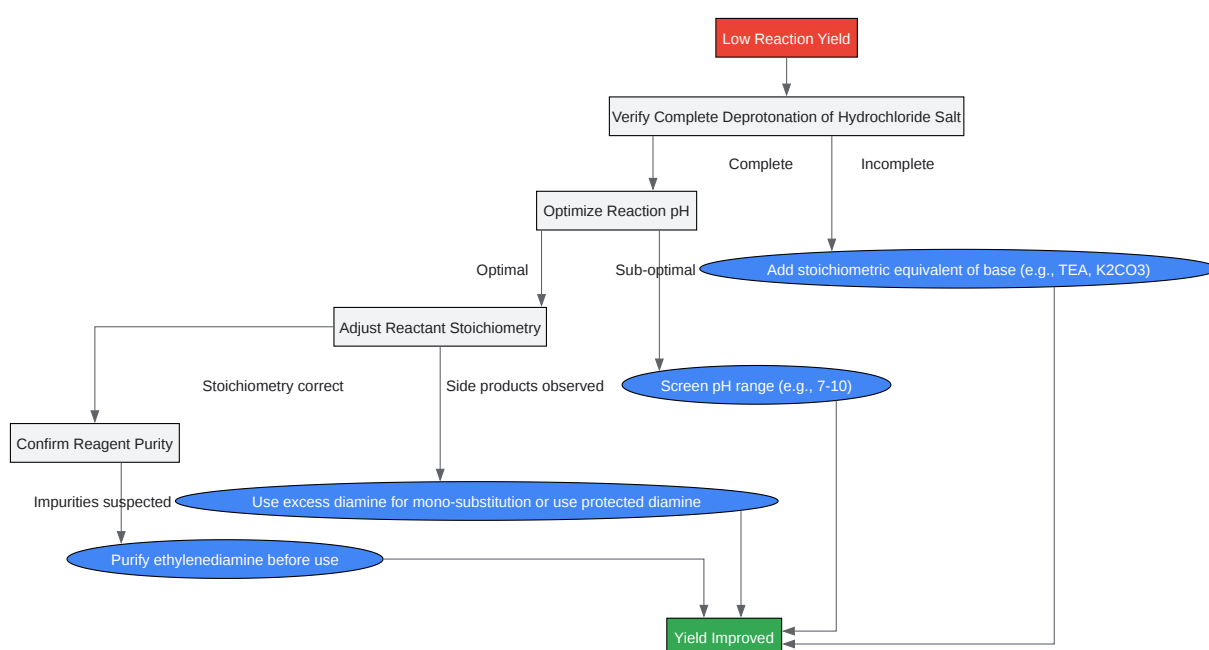 Low Reaction Yield
Verify Complete Deprotonation of Hydrochloride Salt
Complete
Incomplete
Optimize Reaction pH
Optimal
Sub-optimal
Add stoichiometric equivalent of base (e.g., TEA, K2CO3)
Adjust Reactant Stoichiometry
Stoichiometry correct
Side products observed
Screen pH range (e.g., 7-10)
Confirm Reagent Purity
Impurities suspected
Use excess diamine for mono-substitution or use protected diamine
Purify ethylenediamine before use
Yield Improved